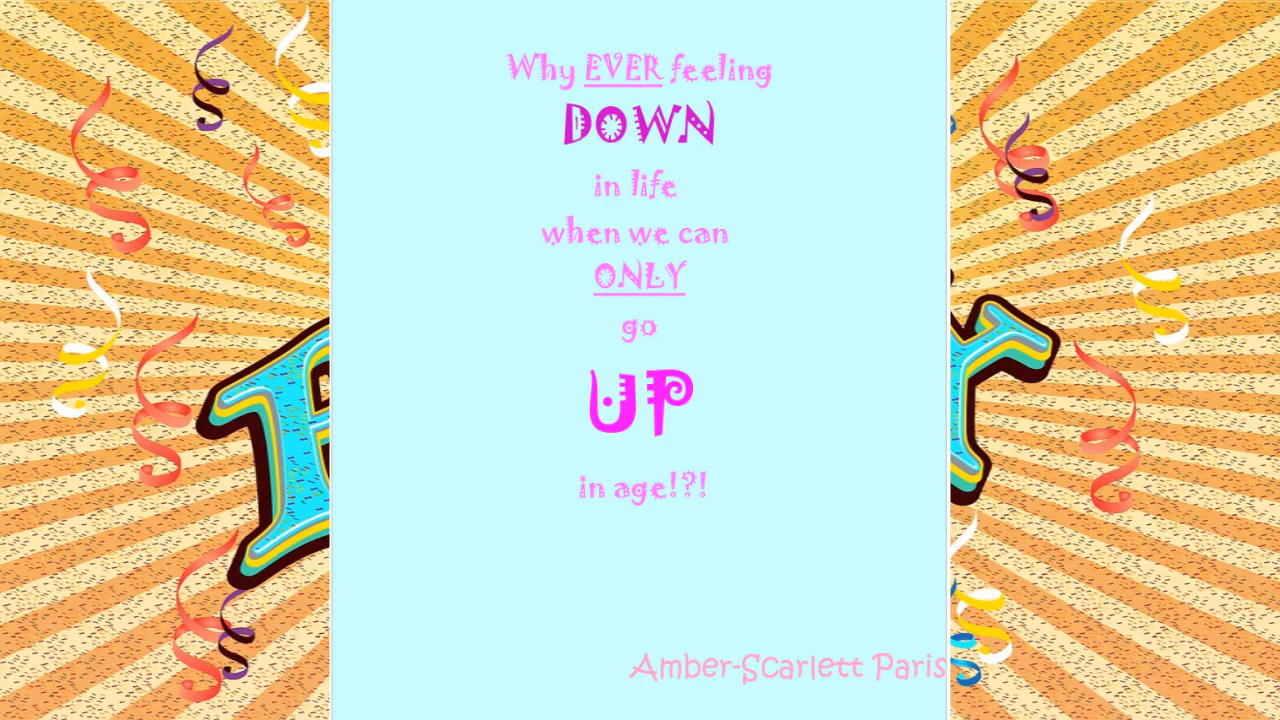 Why EVER feeling
DOWN
in life
when we can
ONLY
go
UP
in age!?!
Amber-Scarlett Paris